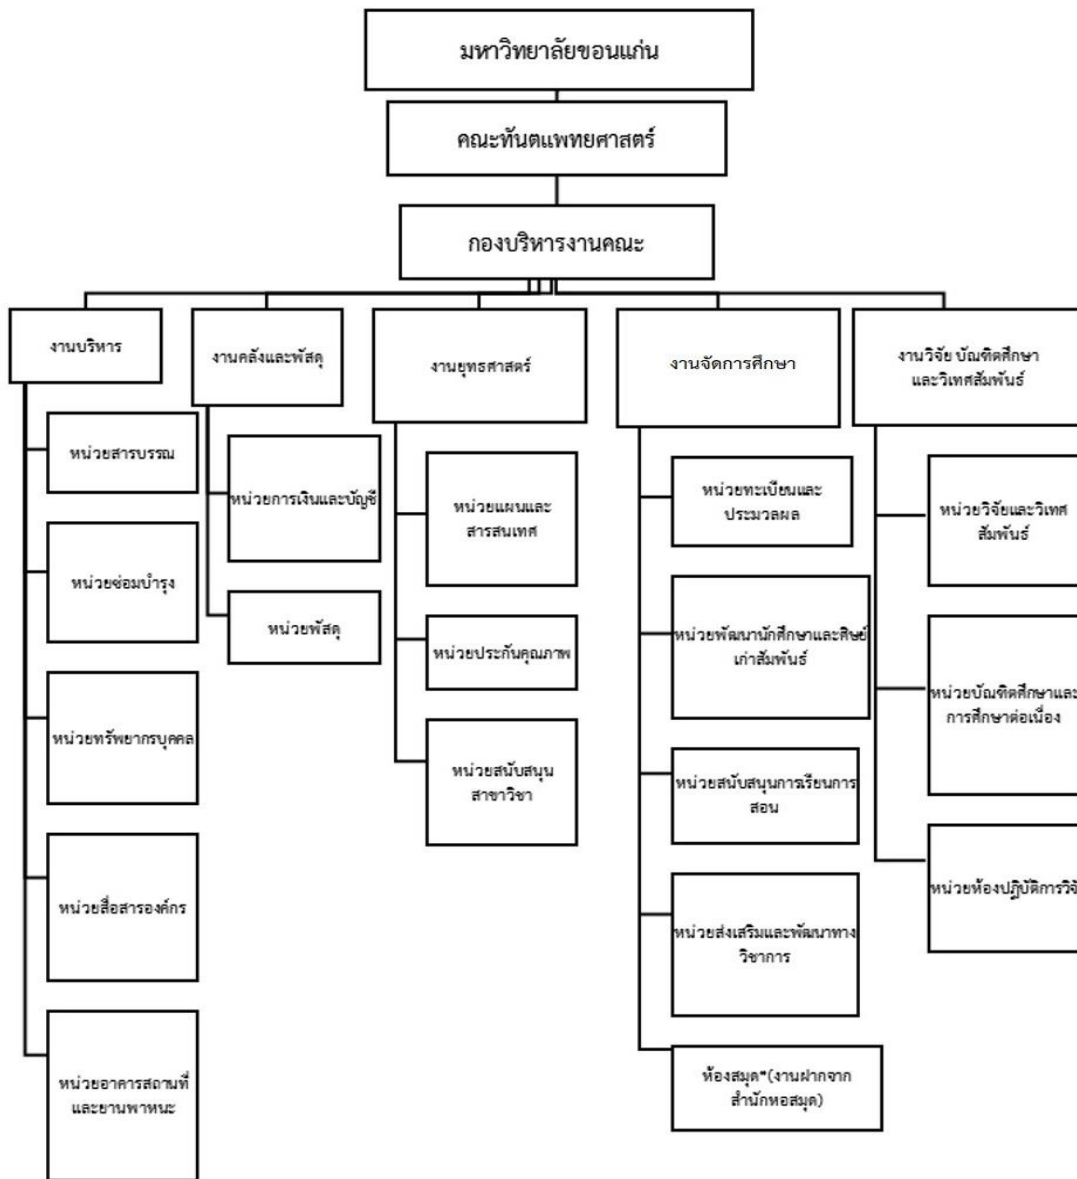 มหาวิทยาลัยขอนแก่น
คณะทันตแพทยศาสตร์
กองบริหารงานคณะ
งานบริหาร
หน่วยสารบรรณ
หน่วยซ่อมบำรุง
หน่วยทรัพยากรบุคคล
หน่วยสื่อสารองค์กร
หน่วยอาคารสถานที่
และยานพาหนะ
งานคลังและพัสดุ
หน่วยการเงินและบัญชี
หน่วยพัสดุ
งานยุทธศาสตร์
หน่วยแผนและ
สารสนเทศ
หน่วยประกันคุณภาพ
หน่วยสนับสนุน
สาขาวิชา
งานจัดการศึกษา
หน่วยทะเบียนและ
ประมวลผล
หน่วยพัฒนานักศึกษาและศิษย์
เก่าสัมพันธ์
หน่วยสนับสนุนการเรียนการ
สอน
หน่วยส่งเสริมและพัฒนาทาง
วิชาการ
ห้องสมุด*(งานฝากจาก
สำนักหอสมุด)
งานวิจัย บัณฑิตศึกษา
และวิเทศสัมพันธ์
หน่วยวิจัยและวิเทศ
สัมพันธ์
หน่วยบัณฑิตศึกษาและ
การศึกษาต่อเนื่อง
หน่วยห้องปฏิบัติการวิจั